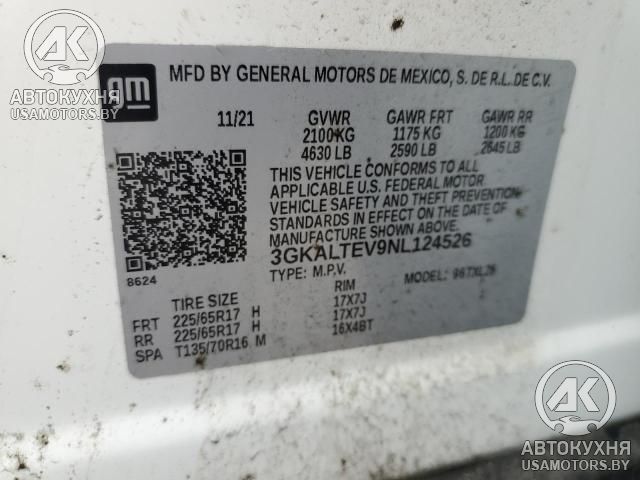 gm
MFD BY GENERAL MOTORS DE MEXICO, S. DE R.L. DE C.V.
11/21 GVWR GAWR FRT GAWR RR
2100 KG 1175 KG 1200 KG
4630 LB 2590 LB 2645 LB
THIS VEHICLE CONFORMS TO ALL
APPLICABLE U.S. FEDERAL MOTOR
VEHICLE SAFETY AND THEFT PREVENTION
STANDARDS IN EFFECT ON THE DATE OF
MANUFACTURE SHOWN ABOVE.
3GKALTEV9NL124526
8624 TYPE: M.P.V. MODEL:
TIRE SIZE RIM
FRT 225/65R17 H 17X7J
RR 225/65R17 H 17X7J
SPA T135/70R16 M 16X4BT
АК
АВТОКУХНЯ
USAMOTORS.BY
АК
АВТОКУХНЯ
USAMOTORS.BY